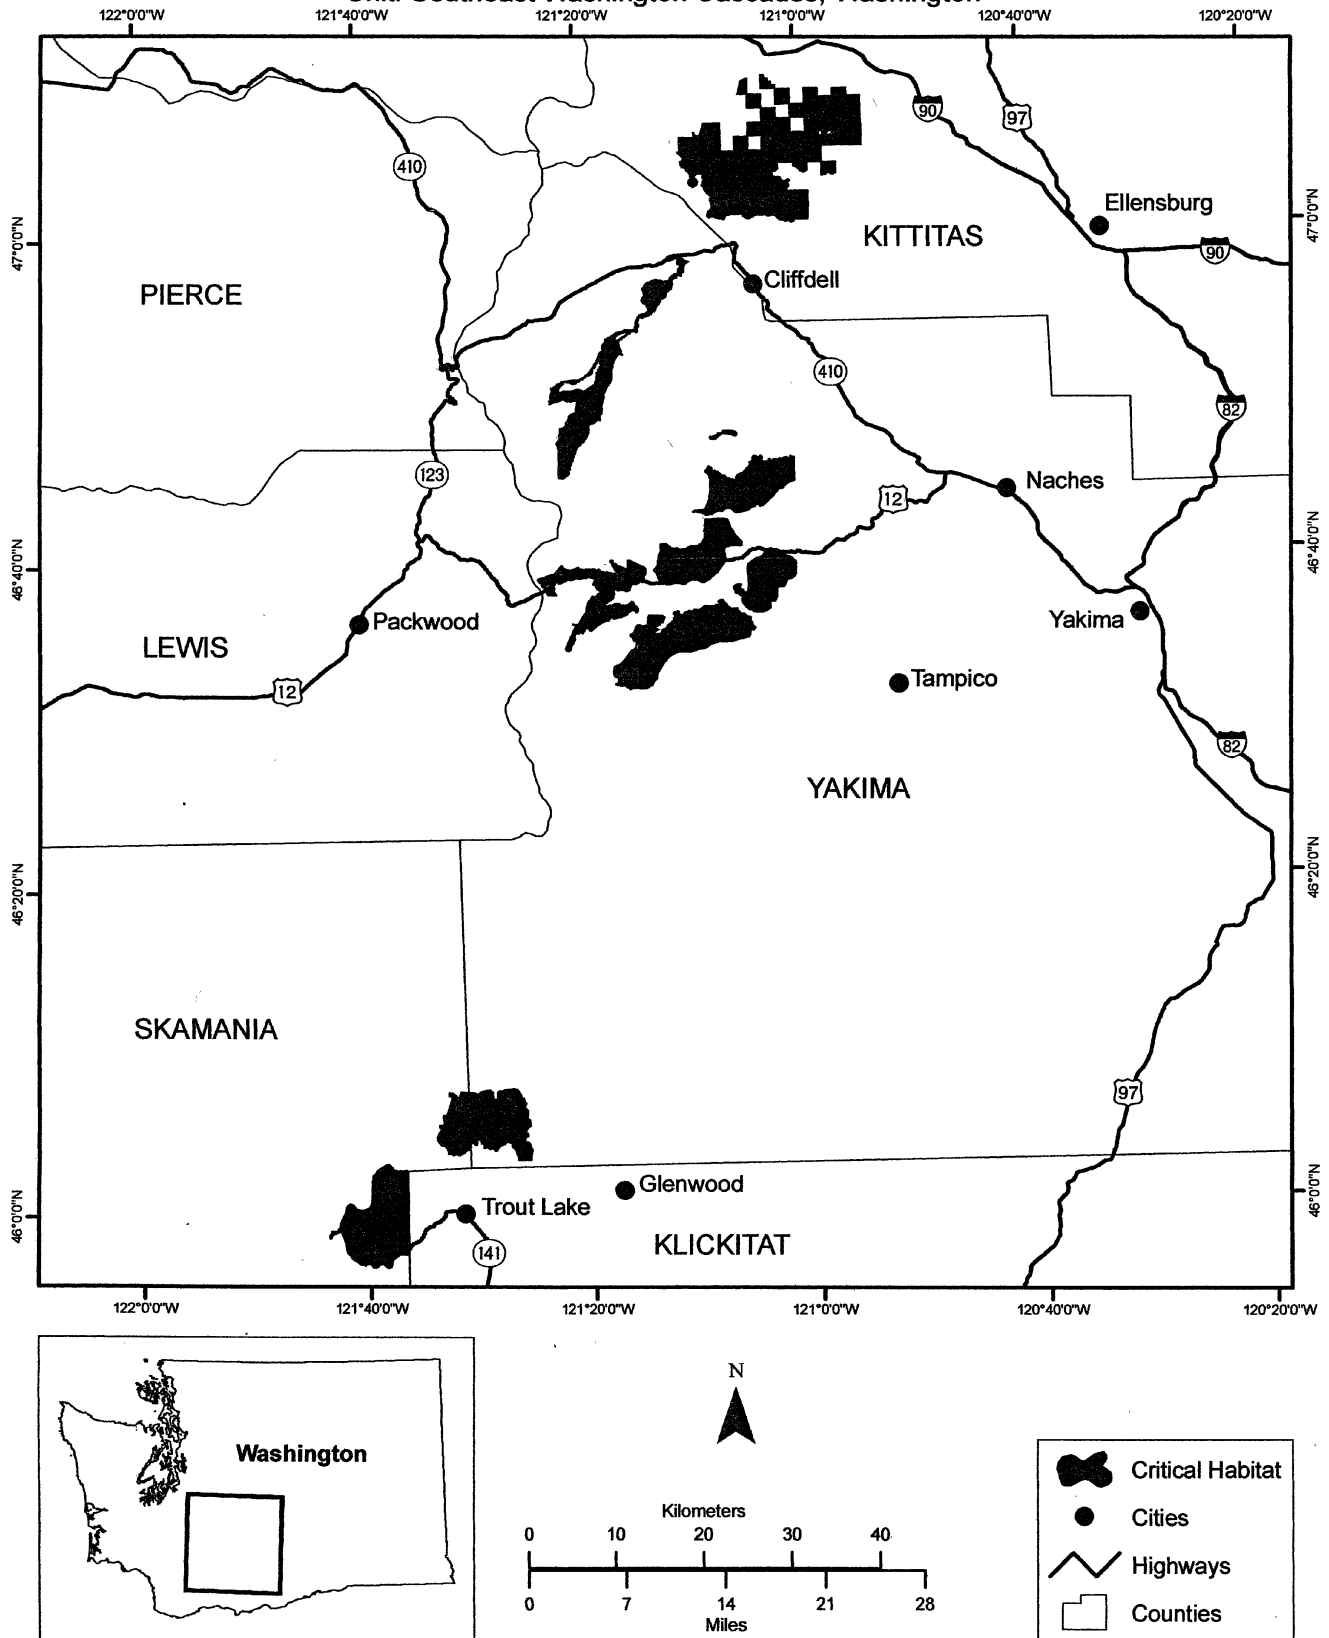 Unit: Southeast Washington Cascades, Washington
122°0'0"W 121°40'0"W 121°20'0"W 121°0'0"W 120°40'0"W 120°20'0"W
90
97
410
Ellensburg
47°0'0"N
KITTITAS
47°0'0"N
90
Cliffdell
PIERCE
410
82
123
Naches
12
46°40'0"N
46°40'0"N
Packwood
Yakima
LEWIS
Tampico
12
82
YAKIMA
46°20'0"N
46°20'0"N
SKAMANIA
97
Glenwood
46°0'0"N
Trout Lake
46°0'0"N
KLICKITAT
141
122°0'0"W 121°40'0"W 121°20'0"W 121°0'0"W 120°40'0"W 120°20'0"W
N
Washington
Kilometers
0 10 20 30 40
0 7 14 21 28
Miles
Critical Habitat
Cities
Highways
Counties